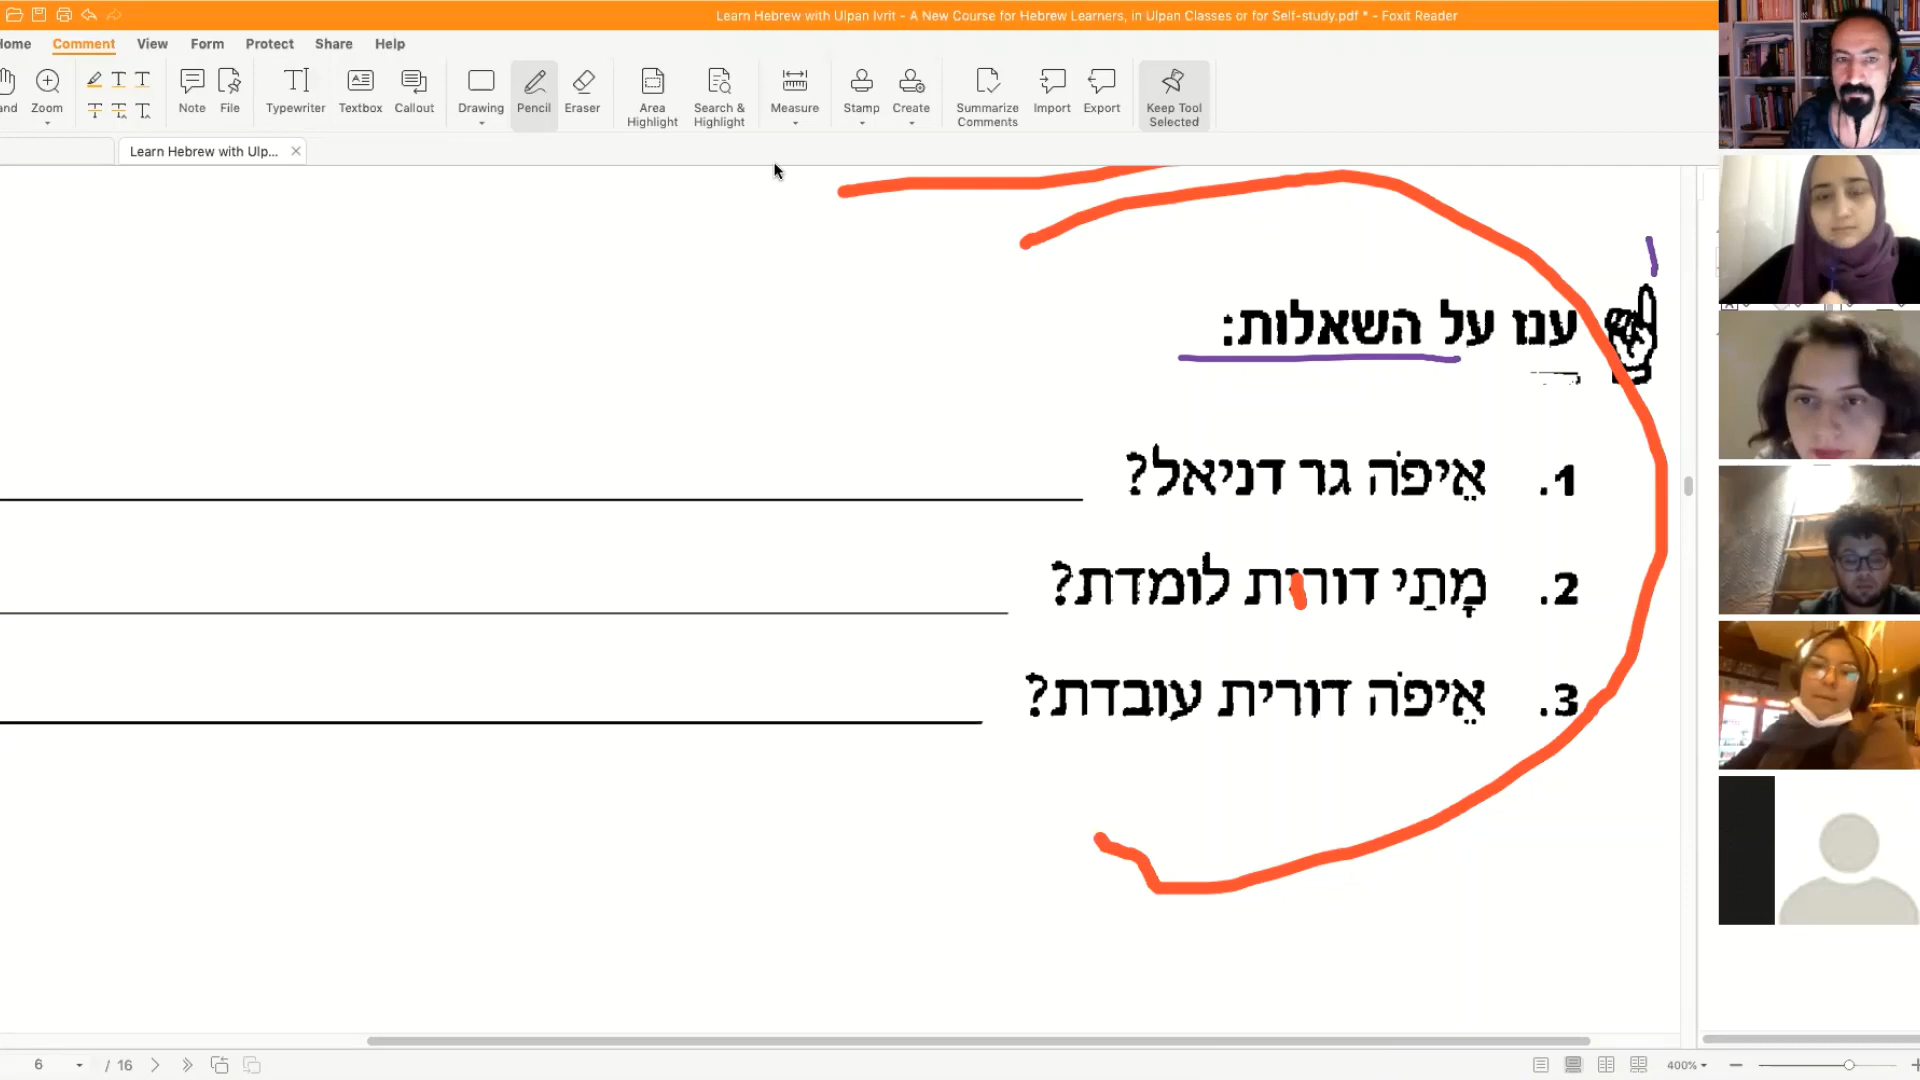 Learn Hebrew with Ulpan Ivrit - A New Course for Hebrew Learners, in Ulpan Classes or for Self-study.pdf * - Foxit Reader
Comment View Form Protect Share Help
Zoom Note File Typewriter Textbox Callout Drawing Pencil Eraser Area Highlight Search & Highlight Measure Stamp Create Summarize Comments Import Export Keep Tool Selected
Learn Hebrew with Ulp...
ענו על השאלות:
1. אֵיפֹה גר דניאל?
2. מָתַי דורית לומדת?
3. אֵיפֹה דורית עובדת?
6 / 16 400%